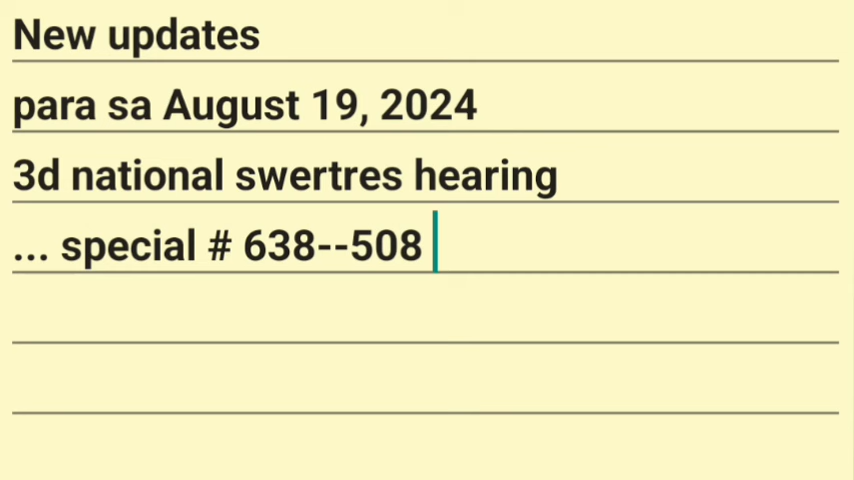 New updates
para sa August 19, 2024
3d national swertres hearing
... special # 638--508